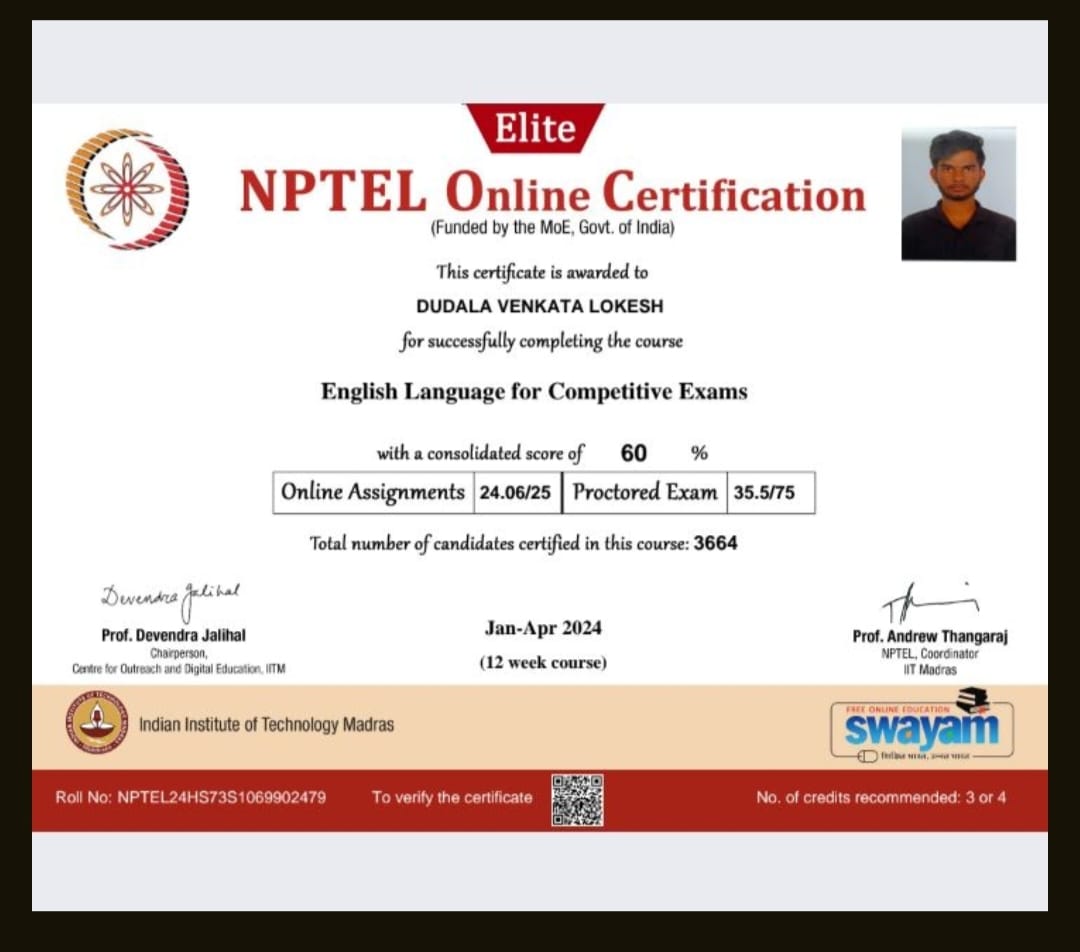 Elite
NPTEL Online Certification
(Funded by the MoE, Govt. of India)
This certificate is awarded to
DUDALA VENKATA LOKESH
for successfully completing the course
English Language for Competitive Exams
with a consolidated score of 60 %
Online Assignments 24.06/25 Proctored Exam 35.5/75
Total number of candidates certified in this course: 3664
Devendra Jalihal
Prof. Devendra Jalihal
Chairperson,
Centre for Outreach and Digital Education, IITM
Jan-Apr 2024
(12 week course)
Prof. Andrew Thangaraj
NPTEL, Coordinator
IIT Madras
Indian Institute of Technology Madras
FREE ONLINE EDUCATION
swayam
Roll No: NPTEL24HS73S1069902479
To verify the certificate
No. of credits recommended: 3 or 4